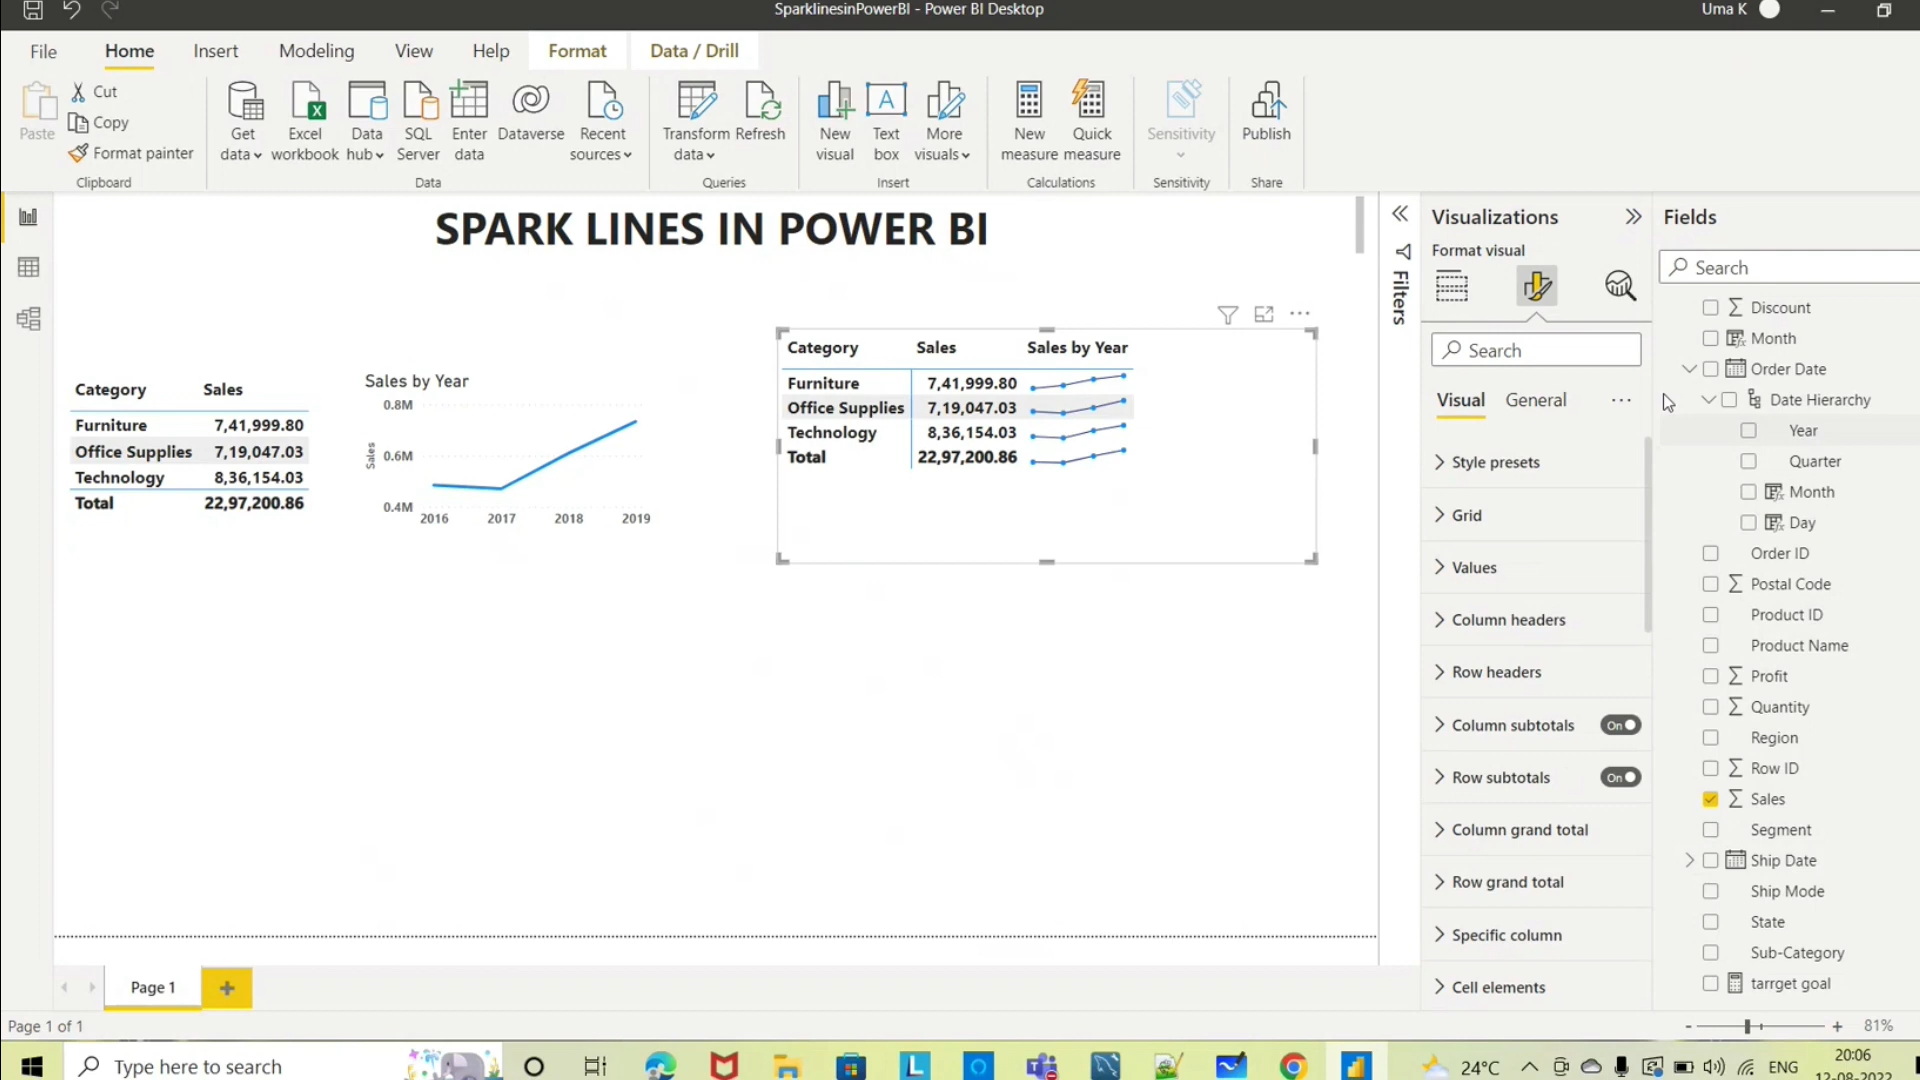 SparklinesinPowerBI - Power BI Desktop
Uma K
File
Home
Insert
Modeling
View
Help
Format
Data / Drill
Paste
Cut
Copy
Format painter
Clipboard
Get
data
Excel
workbook
Data
hub
SQL
Server
Enter
data
Dataverse
Recent
sources
Data
Transform
data
Refresh
Queries
New
visual
Text
box
More
visuals
Insert
New
measure
Quick
measure
Calculations
Sensitivity
Sensitivity
Publish
Share
SPARK LINES IN POWER BI
Category Sales
Furniture 7,41,999.80
Office Supplies 7,19,047.03
Technology 8,36,154.03
Total 22,97,200.86
Sales by Year
0.8M
0.6M
0.4M
Sales
2016 2017 2018 2019
Category Sales Sales by Year
Furniture 7,41,999.80
Office Supplies 7,19,047.03
Technology 8,36,154.03
Total 22,97,200.86
Filters
Visualizations
Format visual
Search
Visual
General
Style presets
Grid
Values
Column headers
Row headers
Column subtotals On
Row subtotals On
Column grand total
Row grand total
Specific column
Cell elements
Fields
Search
Discount
Month
Order Date
Date Hierarchy
Year
Quarter
Month
Day
Order ID
Postal Code
Product ID
Product Name
Profit
Quantity
Region
Row ID
Sales
Segment
Ship Date
Ship Mode
State
Sub-Category
tarrget goal
Page 1
Page 1 of 1
81%
Type here to search
24°C
ENG
20:06
12-08-2022